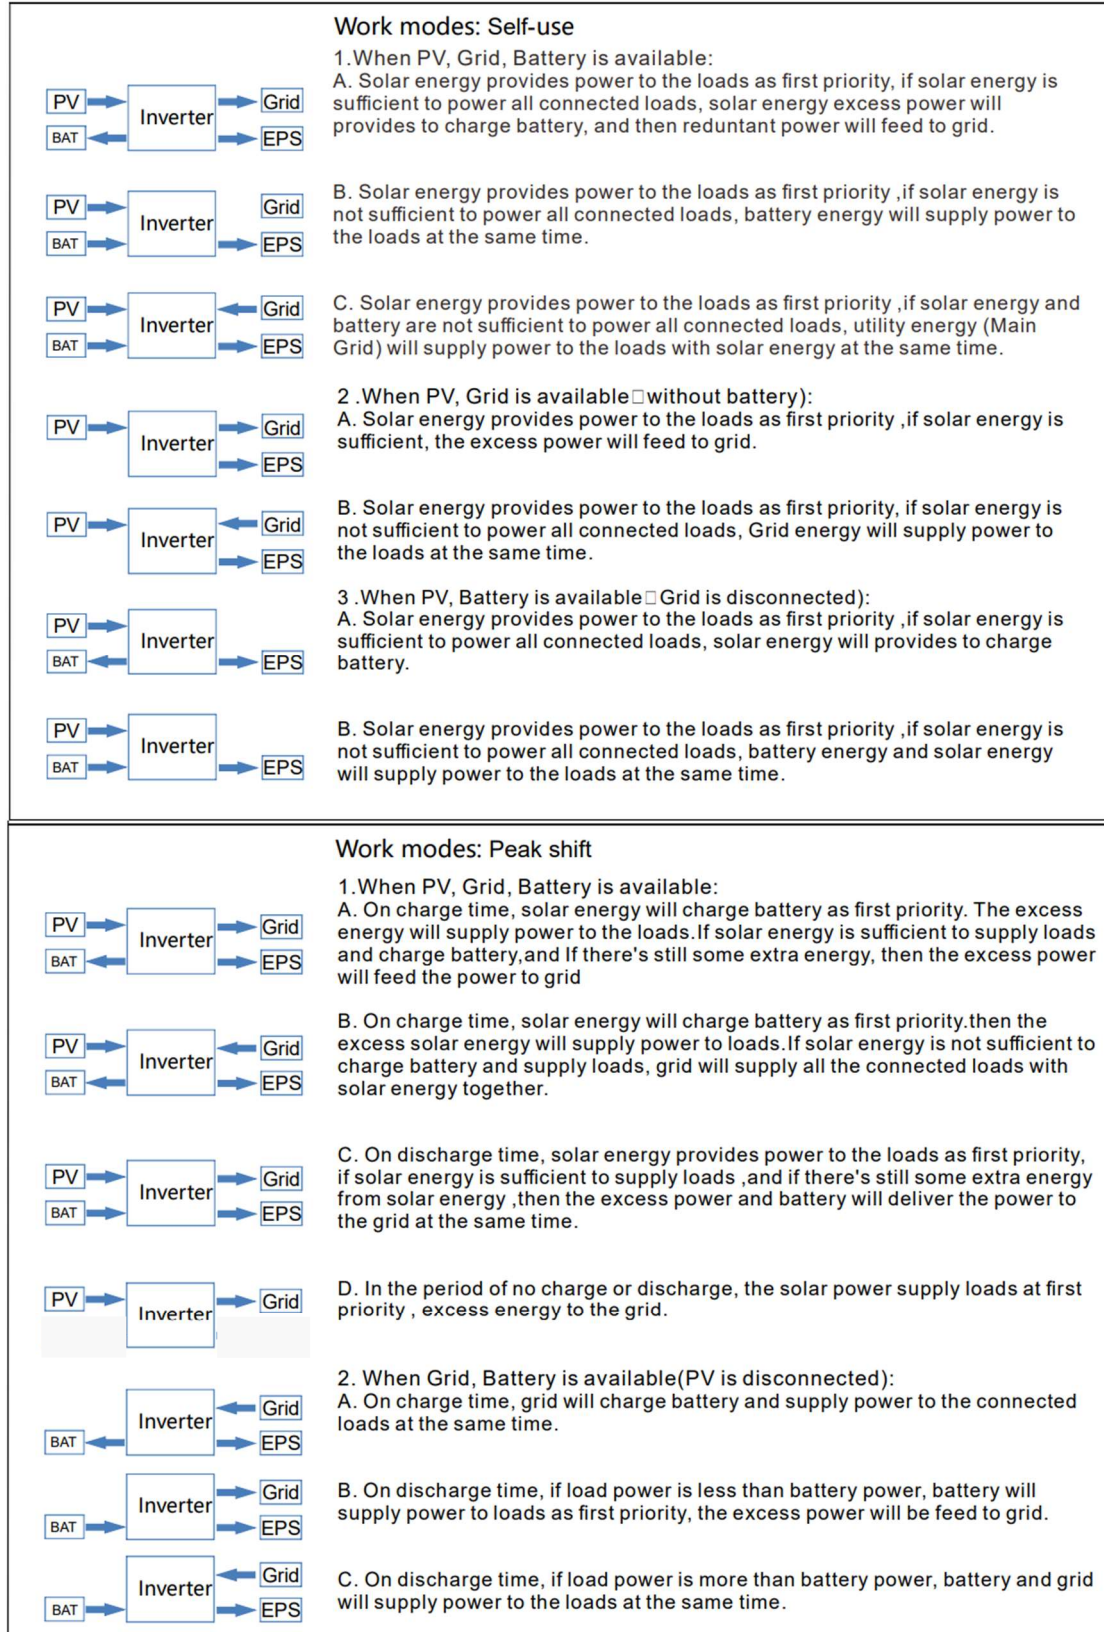 Work modes: Self-use
1.When PV, Grid, Battery is available:
A. Solar energy provides power to the loads as first priority, if solar energy is
sufficient to power all connected loads, solar energy excess power will
provides to charge battery, and then reduntant power will feed to grid.
PV
Inverter
Grid
BAT
EPS
B. Solar energy provides power to the loads as first priority ,if solar energy is
not sufficient to power all connected loads, battery energy will supply power to
the loads at the same time.
PV
Inverter
Grid
BAT
EPS
C. Solar energy provides power to the loads as first priority ,if solar energy and
battery are not sufficient to power all connected loads, utility energy (Main
Grid) will supply power to the loads with solar energy at the same time.
PV
Inverter
Grid
BAT
EPS
2 .When PV, Grid is available□without battery):
A. Solar energy provides power to the loads as first priority ,if solar energy is
sufficient, the excess power will feed to grid.
PV
Inverter
Grid
EPS
B. Solar energy provides power to the loads as first priority, if solar energy is
not sufficient to power all connected loads, Grid energy will supply power to
the loads at the same time.
PV
Inverter
Grid
EPS
3 .When PV, Battery is available□Grid is disconnected):
A. Solar energy provides power to the loads as first priority ,if solar energy is
sufficient to power all connected loads, solar energy will provides to charge
battery.
PV
Inverter
BAT
EPS
B. Solar energy provides power to the loads as first priority ,if solar energy is
not sufficient to power all connected loads, battery energy and solar energy
will supply power to the loads at the same time.
PV
Inverter
BAT
EPS
Work modes: Peak shift
1.When PV, Grid, Battery is available:
A. On charge time, solar energy will charge battery as first priority. The excess
energy will supply power to the loads.If solar energy is sufficient to supply loads
and charge battery,and If there's still some extra energy, then the excess power
will feed the power to grid
PV
Inverter
Grid
BAT
EPS
B. On charge time, solar energy will charge battery as first priority.then the
excess solar energy will supply power to loads.If solar energy is not sufficient to
charge battery and supply loads, grid will supply all the connected loads with
solar energy together.
PV
Inverter
Grid
BAT
EPS
C. On discharge time, solar energy provides power to the loads as first priority,
if solar energy is sufficient to supply loads ,and if there's still some extra energy
from solar energy ,then the excess power and battery will deliver the power to
the grid at the same time.
PV
Inverter
Grid
BAT
EPS
D. In the period of no charge or discharge, the solar power supply loads at first
priority , excess energy to the grid.
PV
Inverter
Grid
2. When Grid, Battery is available(PV is disconnected):
A. On charge time, grid will charge battery and supply power to the connected
loads at the same time.
Inverter
Grid
BAT
EPS
B. On discharge time, if load power is less than battery power, battery will
supply power to loads as first priority, the excess power will be feed to grid.
Inverter
Grid
BAT
EPS
C. On discharge time, if load power is more than battery power, battery and grid
will supply power to the loads at the same time.
Inverter
Grid
BAT
EPS